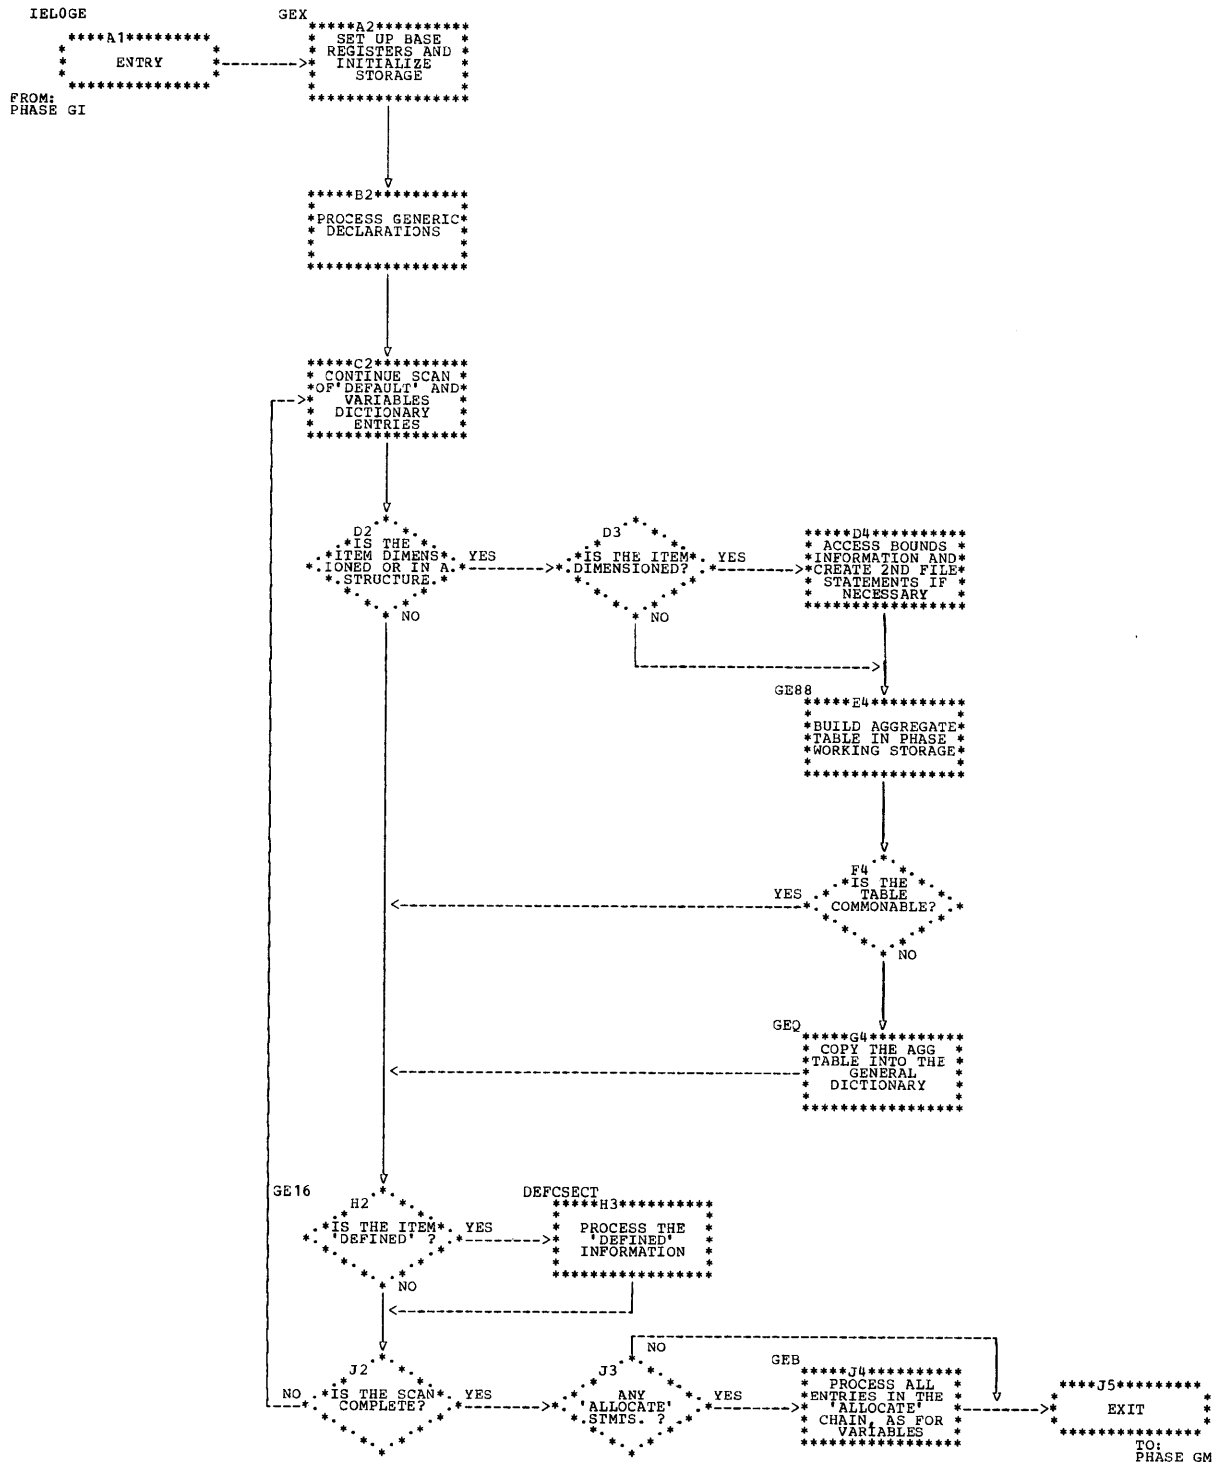 IEL0GE
GEX
A1
ENTRY
FROM:
PHASE GI
A2
SET UP BASE
REGISTERS AND
INITIALIZE
STORAGE
B2
PROCESS GENERIC
DECLARATIONS
C2
CONTINUE SCAN
OF'DEFAULT' AND
VARIABLES
DICTIONARY
ENTRIES
D2
IS THE
ITEM DIMENS
IONED OR IN A
STRUCTURE.
YES
NO
D3
IS THE ITEM
DIMENSIONED?
YES
NO
D4
ACCESS BOUNDS
INFORMATION AND
CREATE 2ND FILE
STATEMENTS IF
NECESSARY
GE88
E4
BUILD AGGREGATE
TABLE IN PHASE
WORKING STORAGE
F4
IS THE
TABLE
COMMONABLE?
YES
NO
GEQ
G4
COPY THE AGG
TABLE INTO THE
GENERAL
DICTIONARY
GE16
H2
IS THE ITEM
'DEFINED' ?
YES
NO
DEFCSECT
H3
PROCESS THE
'DEFINED'
INFORMATION
J2
IS THE SCAN
COMPLETE?
NO
YES
J3
ANY
'ALLOCATE'
STMTS. ?
NO
YES
GEB
J4
PROCESS ALL
ENTRIES IN THE
'ALLOCATE'
CHAIN, AS FOR
VARIABLES
J5
EXIT
TO:
PHASE GM